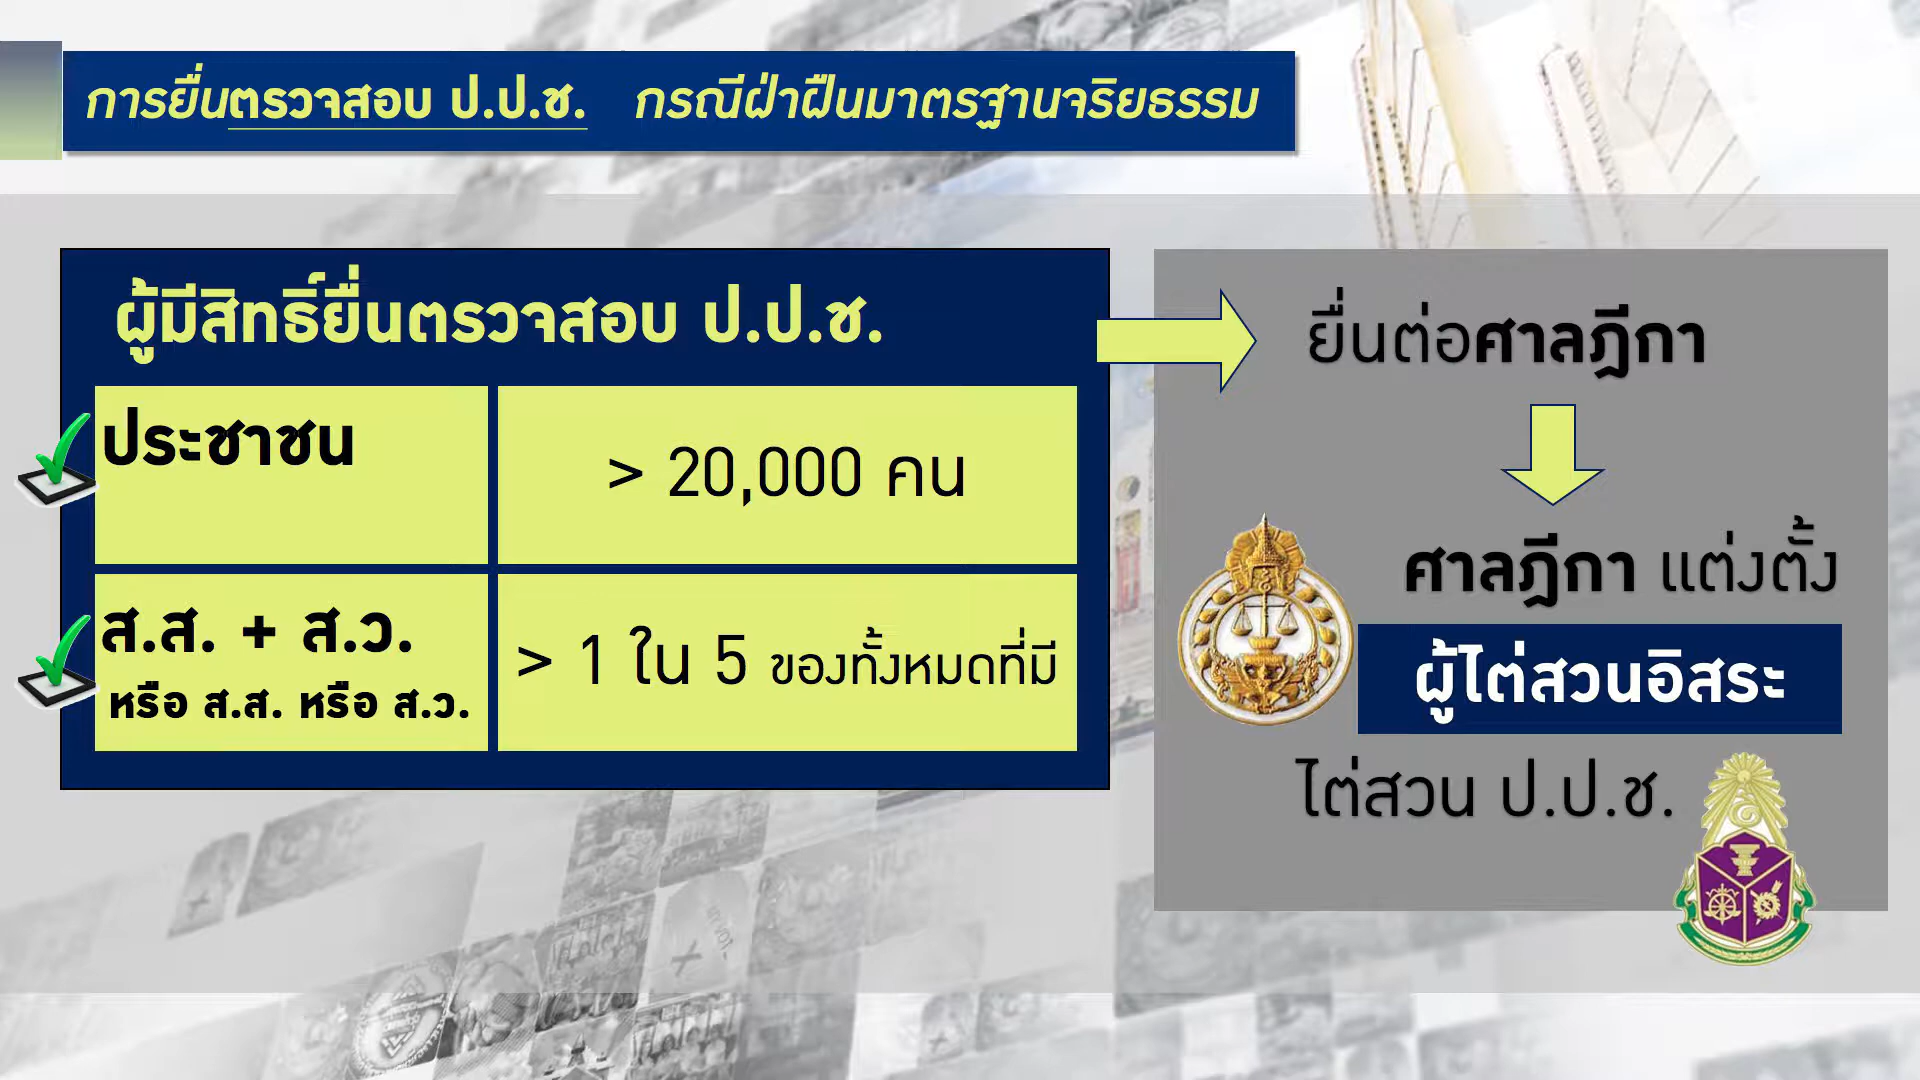 การยื่นตรวจสอบ ป.ป.ช. กรณีฝ่าฝืนมาตรฐานจริยธรรม
ผู้มีสิทธิ์ยื่นตรวจสอบ ป.ป.ช.
ประชาชน
> 20,000 คน
ส.ส. + ส.ว.
หรือ ส.ส. หรือ ส.ว.
> 1 ใน 5 ของทั้งหมดที่มี
ยื่นต่อศาลฎีกา
ศาลฎีกา แต่งตั้ง
ผู้ไต่สวนอิสระ
ไต่สวน ป.ป.ช.